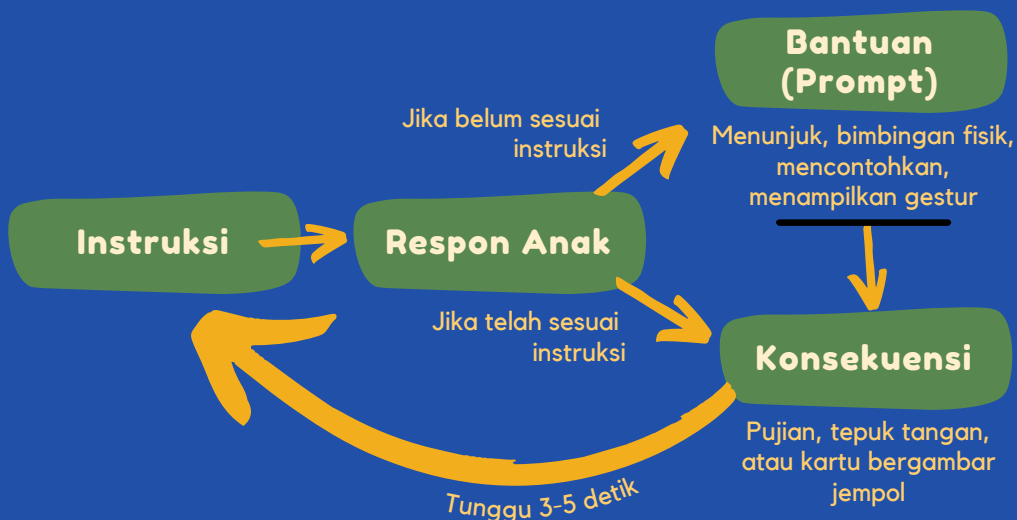 Instruksi
Respon Anak
Jika belum sesuai
instruksi
Bantuan
(Prompt)
Menunjuk, bimbingan fisik,
mencontohkan,
menampilkan gestur
Jika telah sesuai
instruksi
Konsekuensi
Pujian, tepuk tangan,
atau kartu bergambar
jempol
Tunggu 3-5 detik